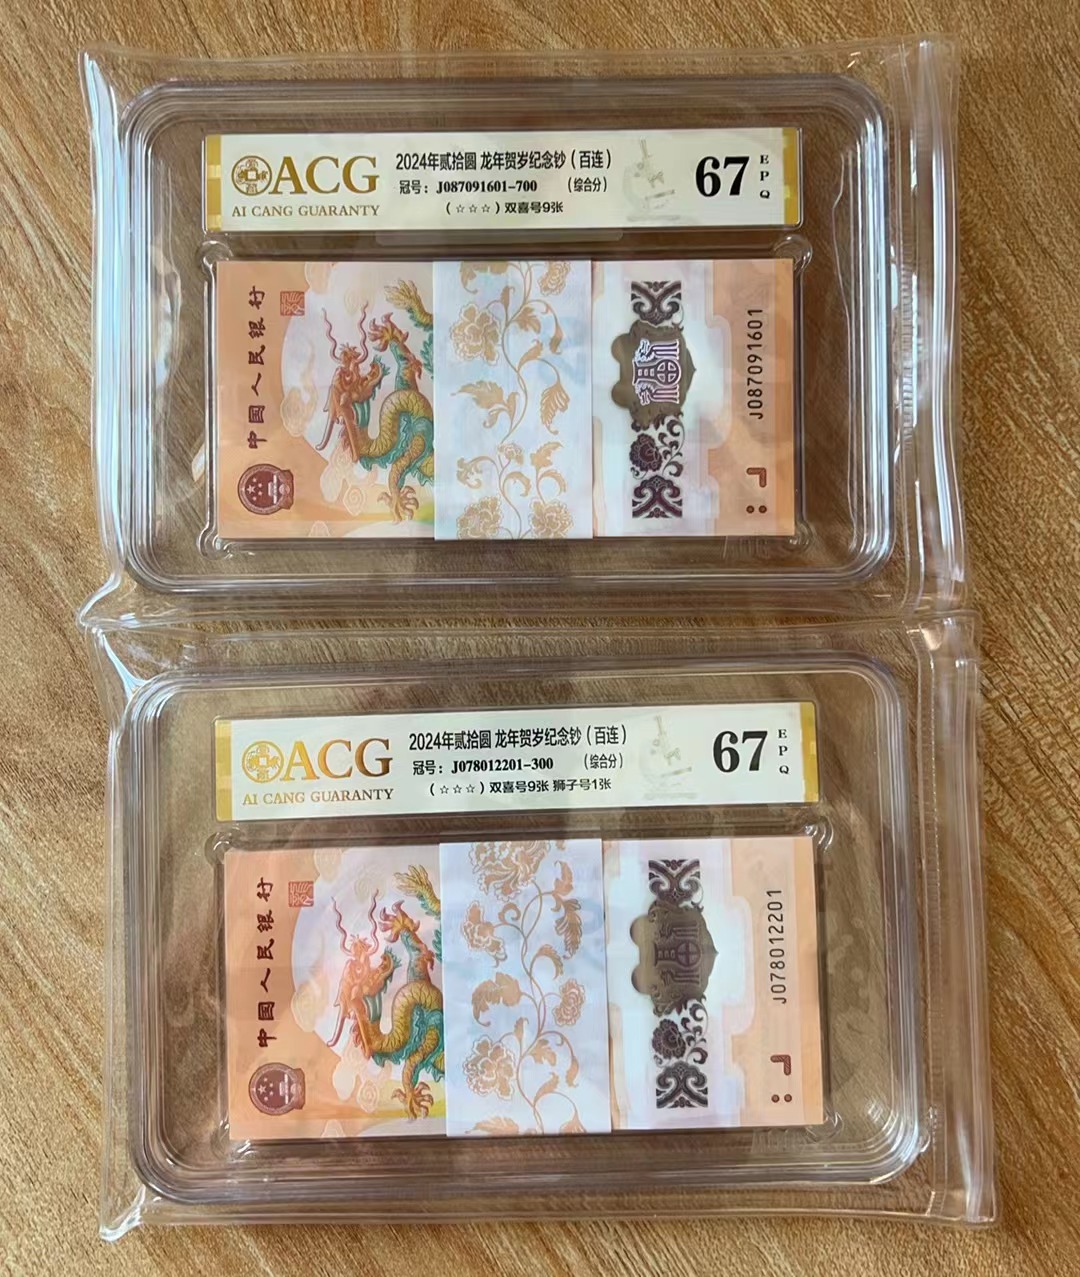 ACG
AI CANG GUARANTY
2024年贰拾圆 龙年贺岁纪念钞（百连）
冠号：J087091601-700 （综合分）
（☆☆☆）双喜号9张
67
EPQ
中國人民银行
福
J087091601
ACG
AI CANG GUARANTY
2024年贰拾圆 龙年贺岁纪念钞（百连）
冠号：J078012201-300 （综合分）
（☆☆☆）双喜号9张 狮子号1张
67
EPQ
中國人民银行
福
J078012201